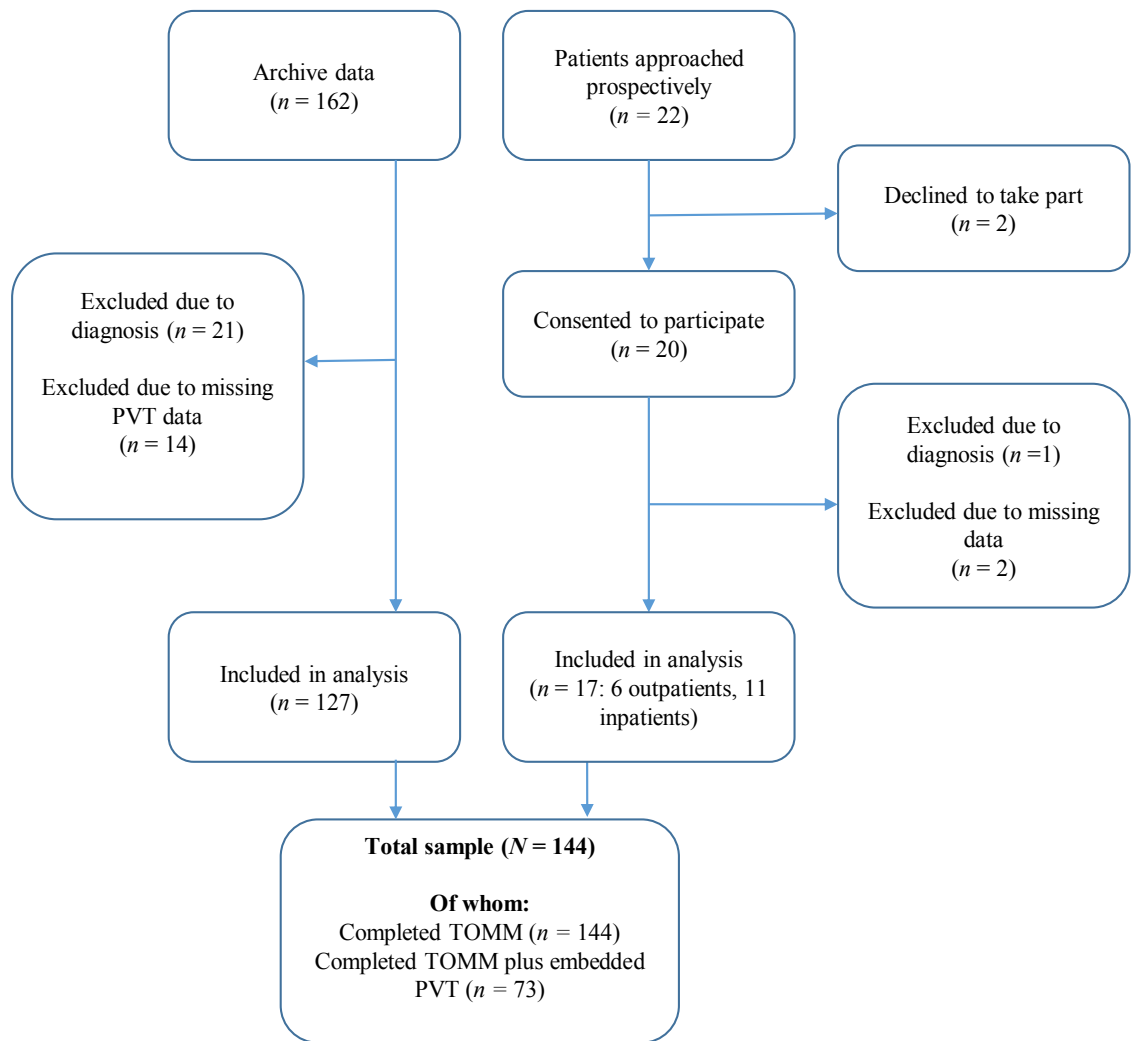 Archive data
(n = 162)
Patients approached
prospectively
(n = 22)
Declined to take part
(n = 2)
Excluded due to
diagnosis (n = 21)
Excluded due to missing
PVT data
(n = 14)
Consented to participate
(n = 20)
Excluded due to
diagnosis (n =1)
Excluded due to missing
data
(n = 2)
Included in analysis
(n = 127)
Included in analysis
(n = 17: 6 outpatients, 11
inpatients)
Total sample (N = 144)
Of whom:
Completed TOMM (n = 144)
Completed TOMM plus embedded
PVT (n = 73)